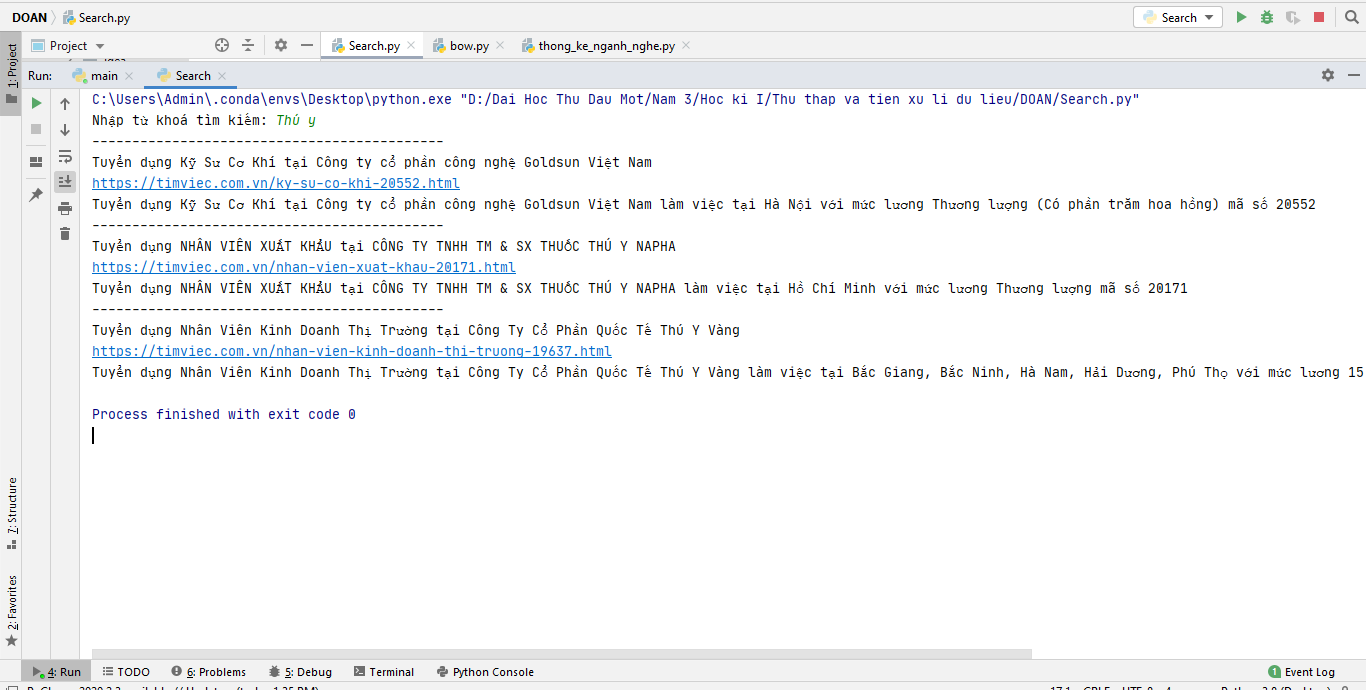 DOAN Search.py Search
1: Project
Project Search.py bow.py thong_ke_nganh_nghe.py
Run: main Search
C:\Users\Admin\.conda\envs\Desktop\python.exe "D:/Dai Hoc Thu Dau Mot/Nam 3/Hoc ki I/Thu thap va tien xu li du lieu/DOAN/Search.py"
Nhập từ khoá tìm kiếm: Thú y
--------------------------------------------
Tuyển dụng Kỹ Sư Cơ Khí tại Công ty cổ phần công nghệ Goldsun Việt Nam
https://timviec.com.vn/ky-su-co-khi-20552.html
Tuyển dụng Kỹ Sư Cơ Khí tại Công ty cổ phần công nghệ Goldsun Việt Nam làm việc tại Hà Nội với mức lương Thương lượng (Có phần trăm hoa hồng) mã số 20552
--------------------------------------------
Tuyển dụng NHÂN VIÊN XUẤT KHẨU tại CÔNG TY TNHH TM & SX THUỐC THÚ Y NAPHA
https://timviec.com.vn/nhan-vien-xuat-khau-20171.html
Tuyển dụng NHÂN VIÊN XUẤT KHẨU tại CÔNG TY TNHH TM & SX THUỐC THÚ Y NAPHA làm việc tại Hồ Chí Minh với mức lương Thương lượng mã số 20171
--------------------------------------------
Tuyển dụng Nhân Viên Kinh Doanh Thị Trường tại Công Ty Cổ Phần Quốc Tế Thú Y Vàng
https://timviec.com.vn/nhan-vien-kinh-doanh-thi-truong-19637.html
Tuyển dụng Nhân Viên Kinh Doanh Thị Trường tại Công Ty Cổ Phần Quốc Tế Thú Y Vàng làm việc tại Bắc Giang, Bắc Ninh, Hà Nam, Hải Dương, Phú Thọ với mức lương 15
Process finished with exit code 0
7: Structure
2: Favorites
4: Run TODO 6: Problems 5: Debug Terminal Python Console 1 Event Log